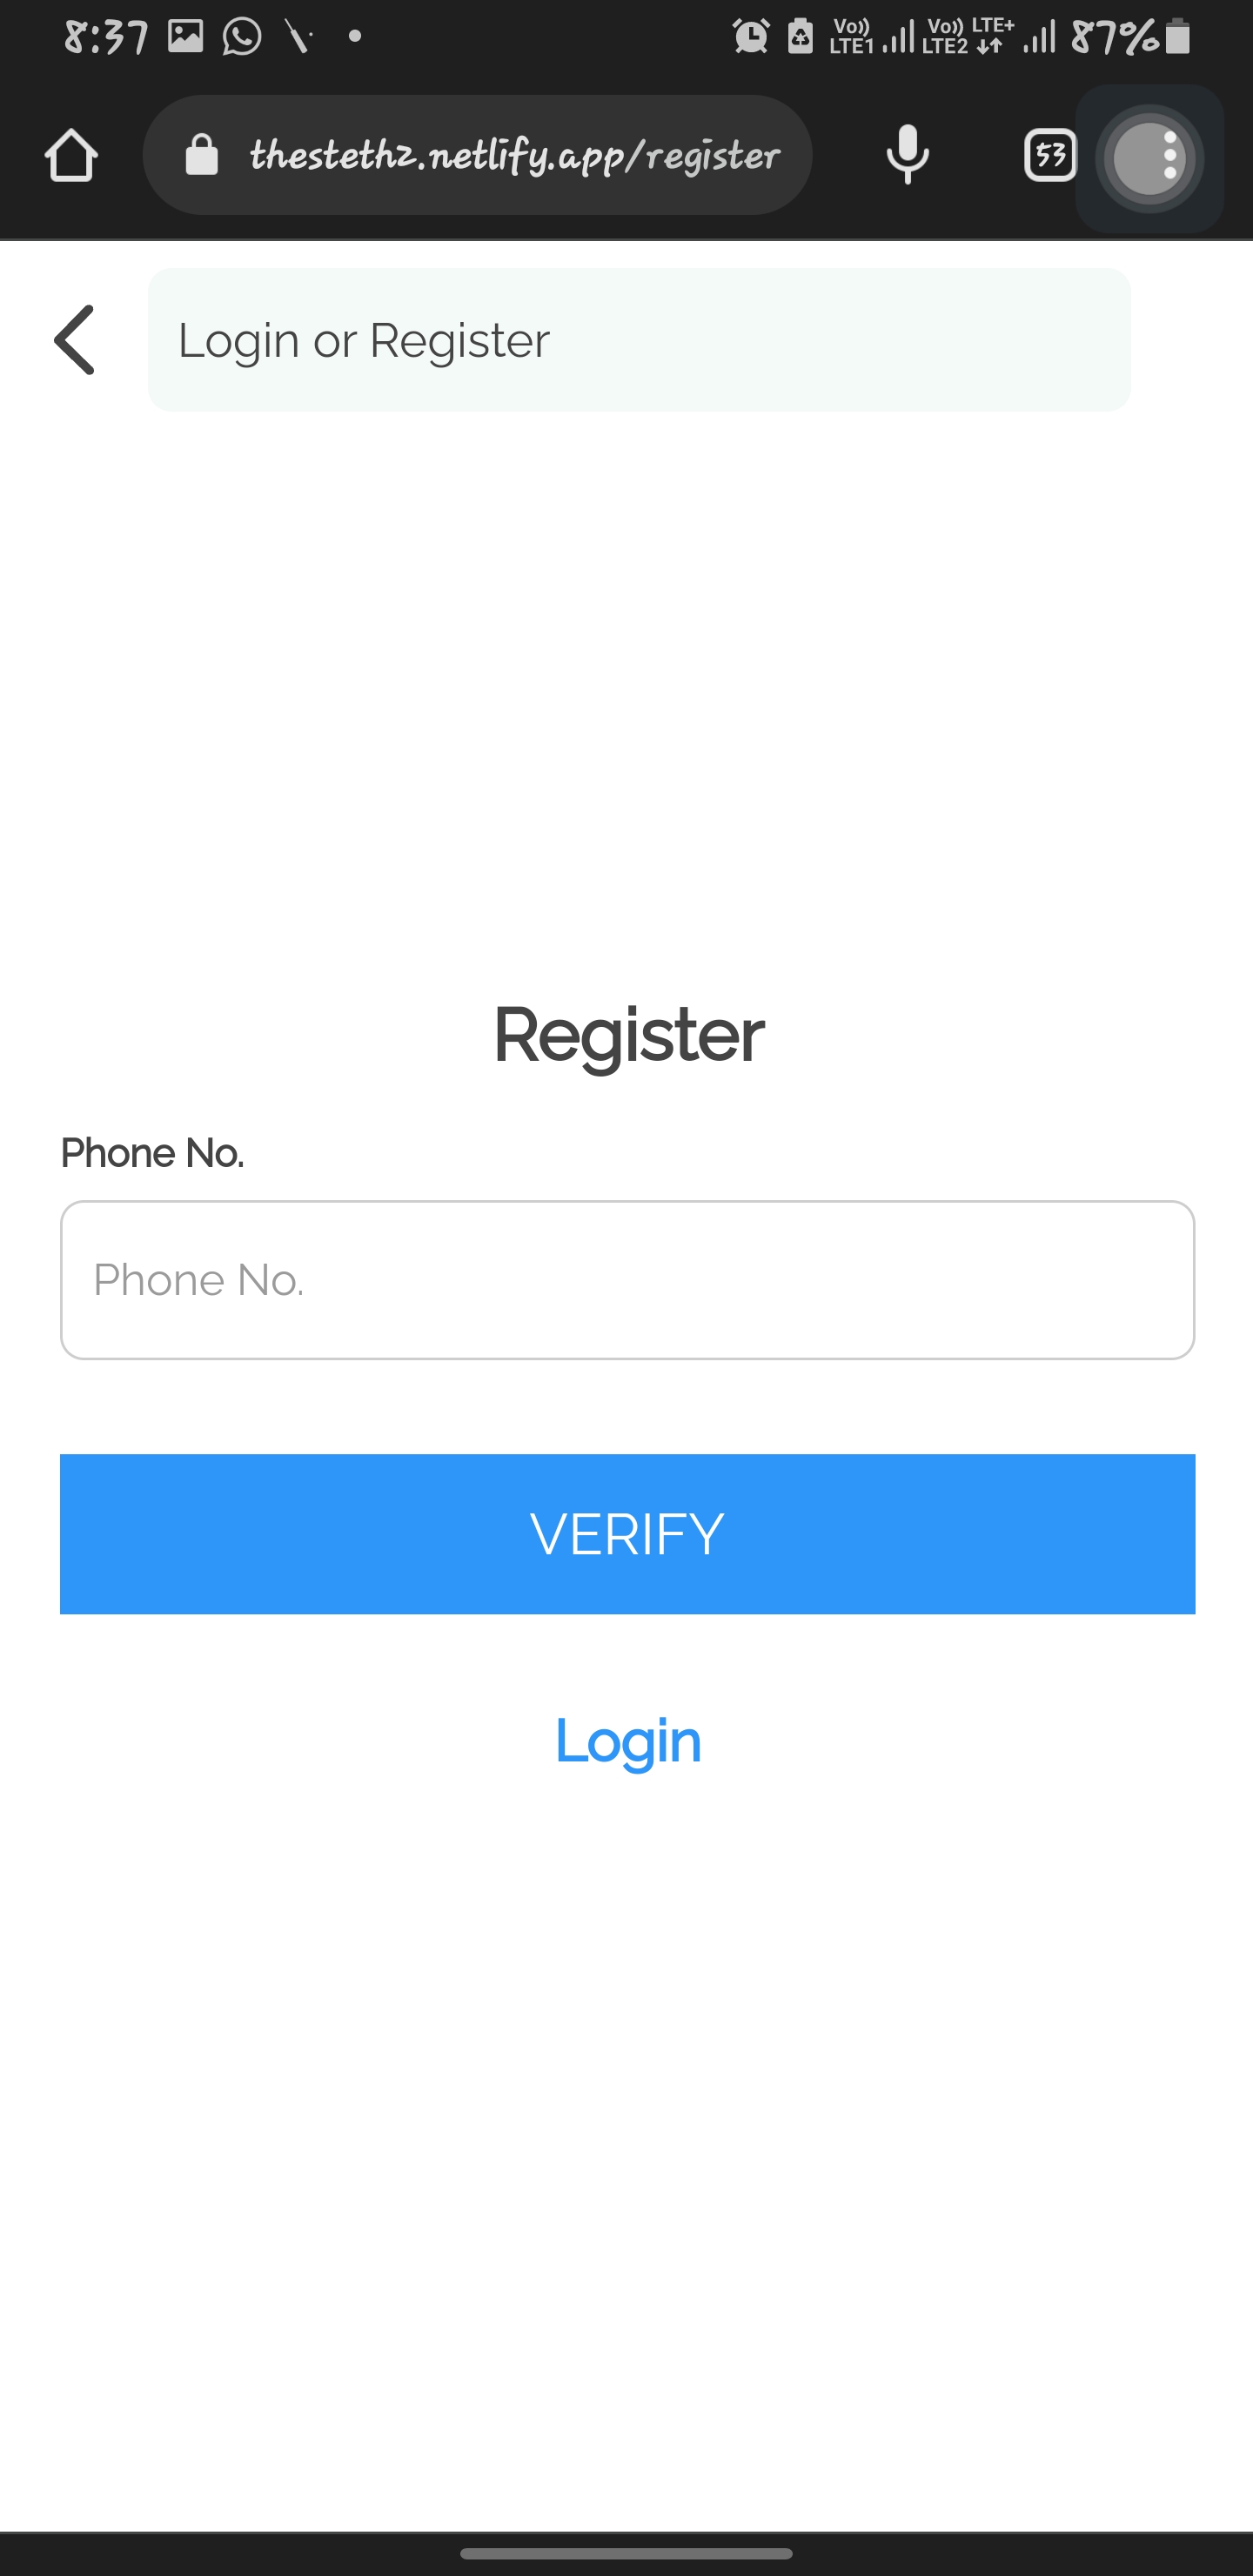 8:37 Vo)) LTE1 Vo)) LTE2 LTE+ 87%
thestethz.netlify.app/register 53
Login or Register
Register
Phone No.
Phone No.
VERIFY
Login